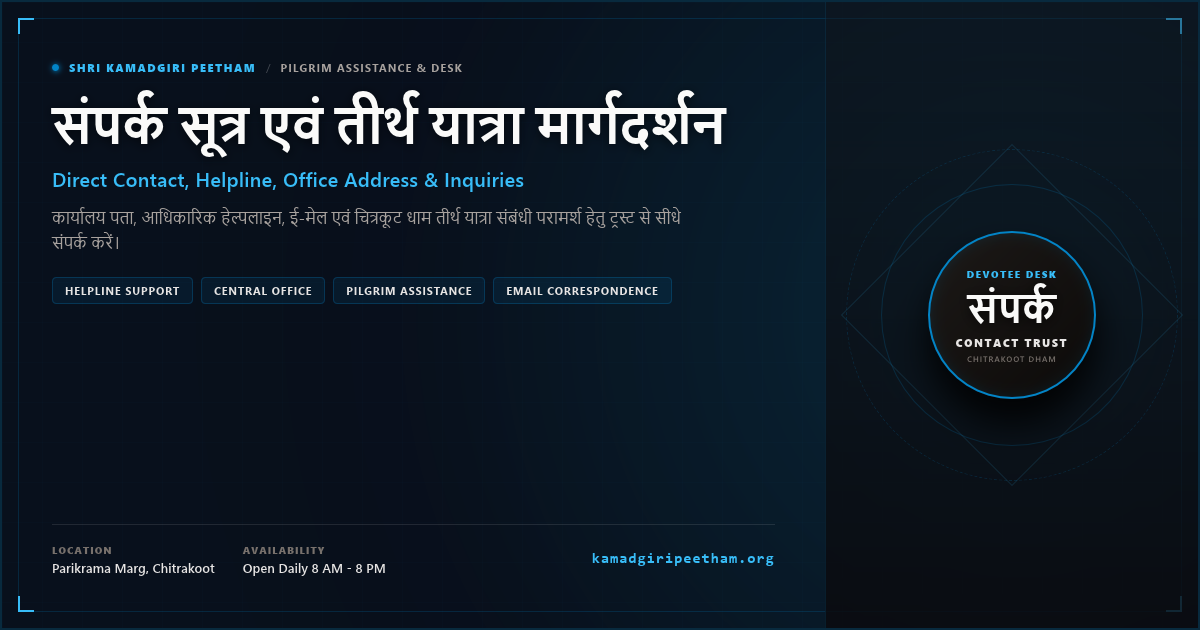 SHRI KAMADGIRI PEETHAM / PILGRIM ASSISTANCE & DESK
संपर्क सूत्र एवं तीर्थ यात्रा मार्गदर्शन
Direct Contact, Helpline, Office Address & Inquiries
कार्यालय पता, आधिकारिक हेल्पलाइन, ई-मेल एवं चित्रकूट धाम तीर्थ यात्रा संबंधी परामर्श हेतु ट्रस्ट से सीधे
संपर्क करें।
HELPLINE SUPPORT CENTRAL OFFICE PILGRIM ASSISTANCE EMAIL CORRESPONDENCE
DEVOTEE DESK
संपर्क
CONTACT TRUST
CHITRAKOOT DHAM
LOCATION
Parikrama Marg, Chitrakoot
AVAILABILITY
Open Daily 8 AM - 8 PM
kamadgiripeetham.org